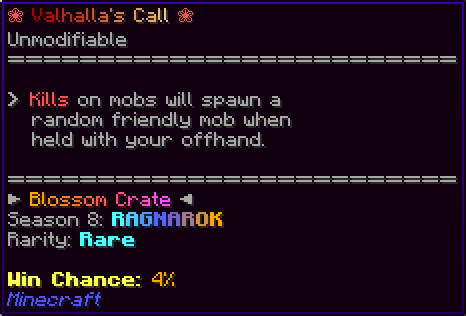 ❀ Valhalla's Call ❀
Unmodifiable
==============================
> Kills on mobs will spawn a
random friendly mob when
held with your offhand.
==============================
► Blossom Crate ◄
Season 8: RAGNAROK
Rarity: Rare
Win Chance: 4%
Minecraft